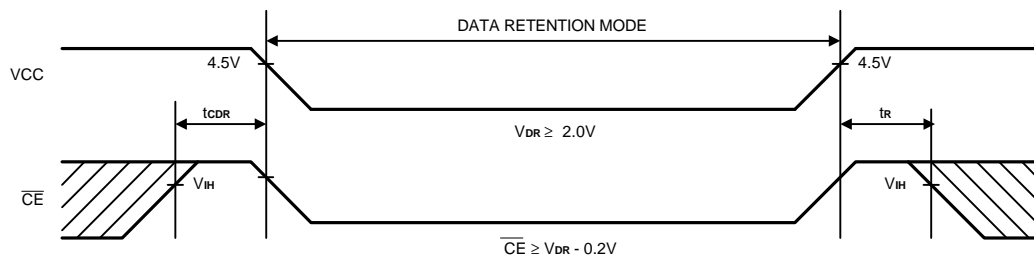 DATA RETENTION MODE
VCC
4.5V
4.5V
tCDR
VDR ≥ 2.0V
tR
CE
VIH
VIH
CE ≥ VDR - 0.2V